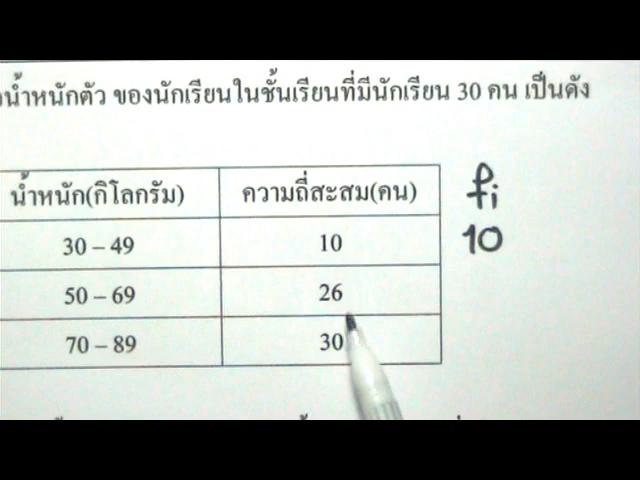 น้ำหนักตัว ของนักเรียนในชั้นเรียนที่มีนักเรียน 30 คน เป็นดัง
น้ำหนัก(กิโลกรัม) ความถี่สะสม(คน) fi
30 – 49 10 10
50 – 69 26
70 – 89 30